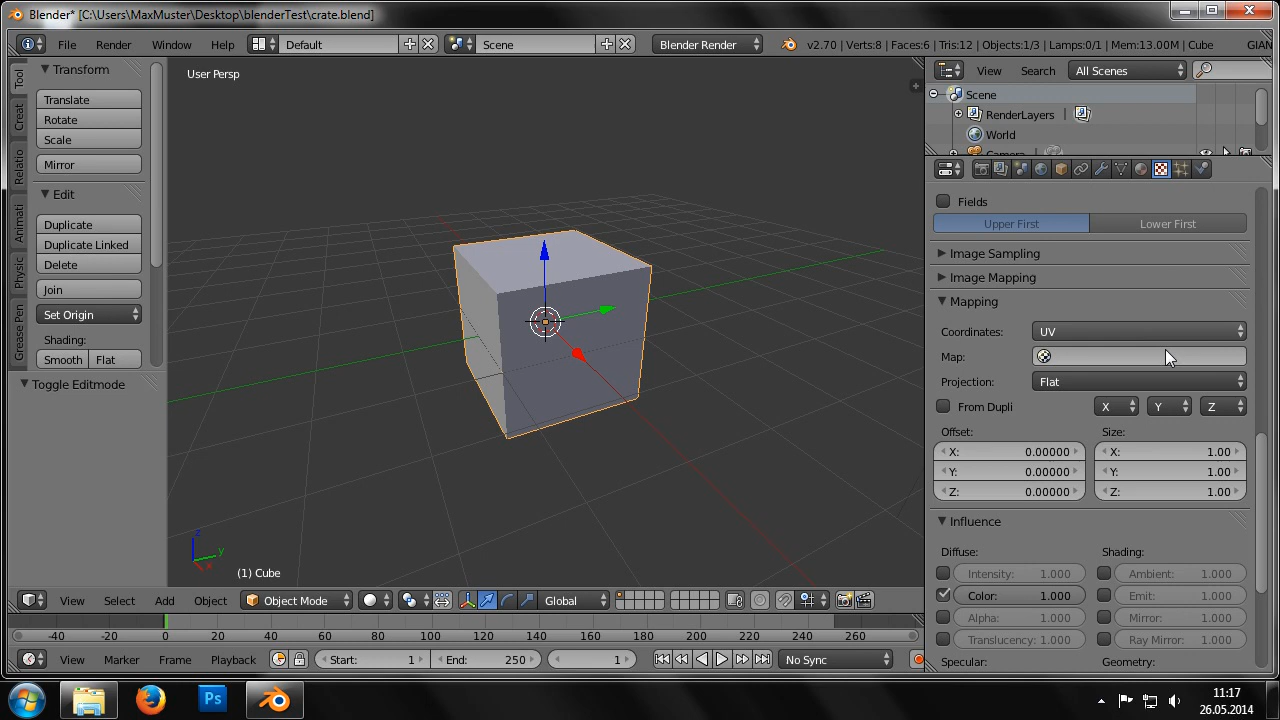 Blender* [C:\Users\MaxMuster\Desktop\blenderTest\crate.blend]
File Render Window Help Default Scene Blender Render v2.70 | Verts:8 | Faces:6 | Tris:12 | Objects:1/3 | Lamps:0/1 | Mem:13.00M | Cube GIAN
View Search All Scenes
Scene
RenderLayers |
World
Camera
Tool
Creat
Relatio
Animati
Physic
Grease Pen
Transform
Translate
Rotate
Scale
Mirror
Edit
Duplicate
Duplicate Linked
Delete
Join
Set Origin
Shading:
Smooth Flat
Toggle Editmode
User Persp
z
y
x
(1) Cube
Fields
Upper First Lower First
Image Sampling
Image Mapping
Mapping
Coordinates: UV
Map:
Projection: Flat
From Dupli X Y Z
Offset: Size:
X: 0.00000 X: 1.00
Y: 0.00000 Y: 1.00
Z: 0.00000 Z: 1.00
Influence
Diffuse: Shading:
Intensity: 1.000 Ambient: 1.000
Color: 1.000 Emit: 1.000
Alpha: 1.000 Mirror: 1.000
Translucency: 1.000 Ray Mirror: 1.000
Specular: Geometry:
View Select Add Object Object Mode Global
-40 -20 0 20 40 60 80 100 120 140 160 180 200 220 240 260
View Marker Frame Playback Start: 1 End: 250 1 No Sync
Ps
11:17
26.05.2014